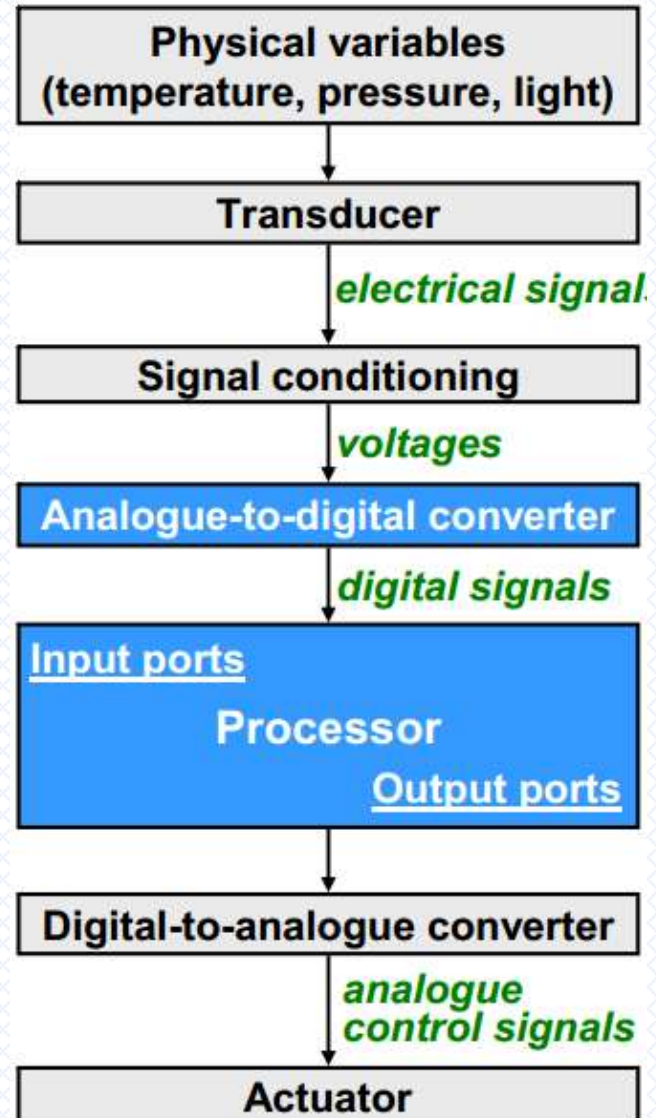 Physical variables
(temperature, pressure, light)
Transducer
electrical signal
Signal conditioning
voltages
Analogue-to-digital converter
digital signals
Input ports
Processor
Output ports
Digital-to-analogue converter
analogue
control signals
Actuator